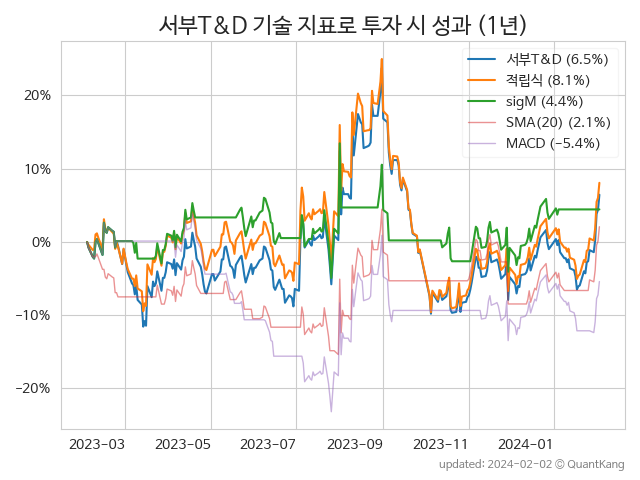 서부T&D 기술 지표로 투자 시 성과 (1년)
서부T&D (6.5%)
적립식 (8.1%)
sigM (4.4%)
SMA(20) (2.1%)
MACD (−5.4%)
20%
10%
0%
−10%
−20%
2023−03 2023−05 2023−07 2023−09 2023−11 2024−01
updated: 2024−02−02 © QuantKang